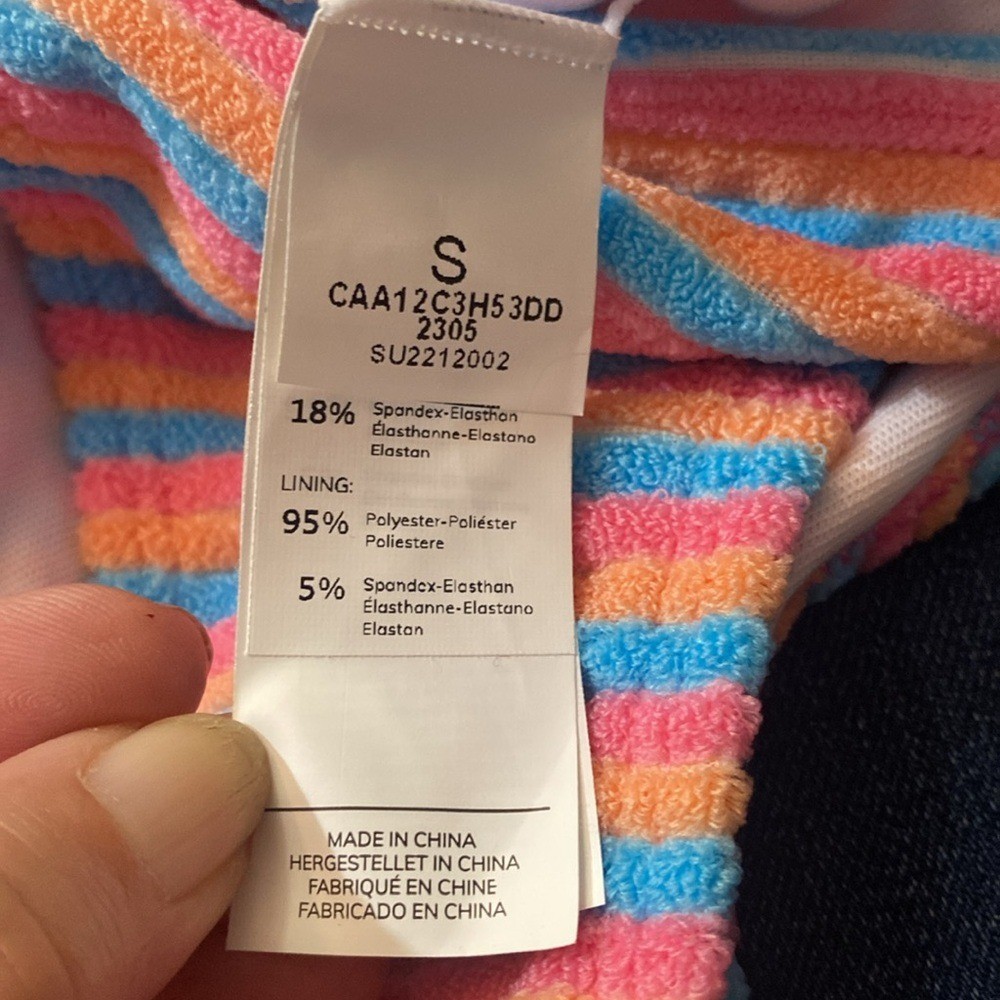 S
CAA12C3H53DD
2305
SU2212002
18% Spandex-Elasthan
Élasthanne-Elastano
Elastan
LINING:
95% Polyester-Poliéster
Poliestere
5% Spandex-Elasthan
Élasthanne-Elastano
Elastan
MADE IN CHINA
HERGESTELLET IN CHINA
FABRIQUÉ EN CHINE
FABRICADO EN CHINA